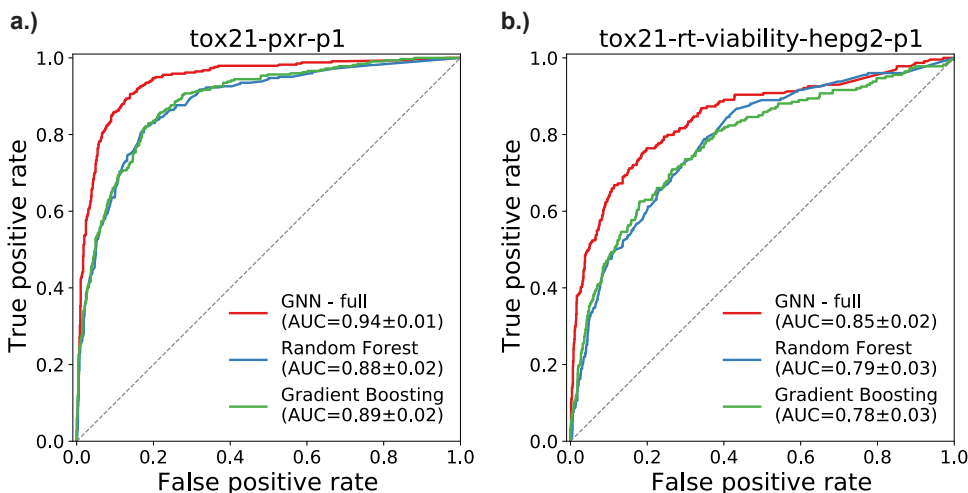 a.)
tox21-pxr-p1
True positive rate
1.0
0.8
0.6
0.4
0.2
0.0
GNN - full
(AUC=0.94±0.01)
Random Forest
(AUC=0.88±0.02)
Gradient Boosting
(AUC=0.89±0.02)
0.0 0.2 0.4 0.6 0.8 1.0
False positive rate
b.)
tox21-rt-viability-hepg2-p1
True positive rate
1.0
0.8
0.6
0.4
0.2
0.0
GNN - full
(AUC=0.85±0.02)
Random Forest
(AUC=0.79±0.03)
Gradient Boosting
(AUC=0.78±0.03)
0.0 0.2 0.4 0.6 0.8 1.0
False positive rate